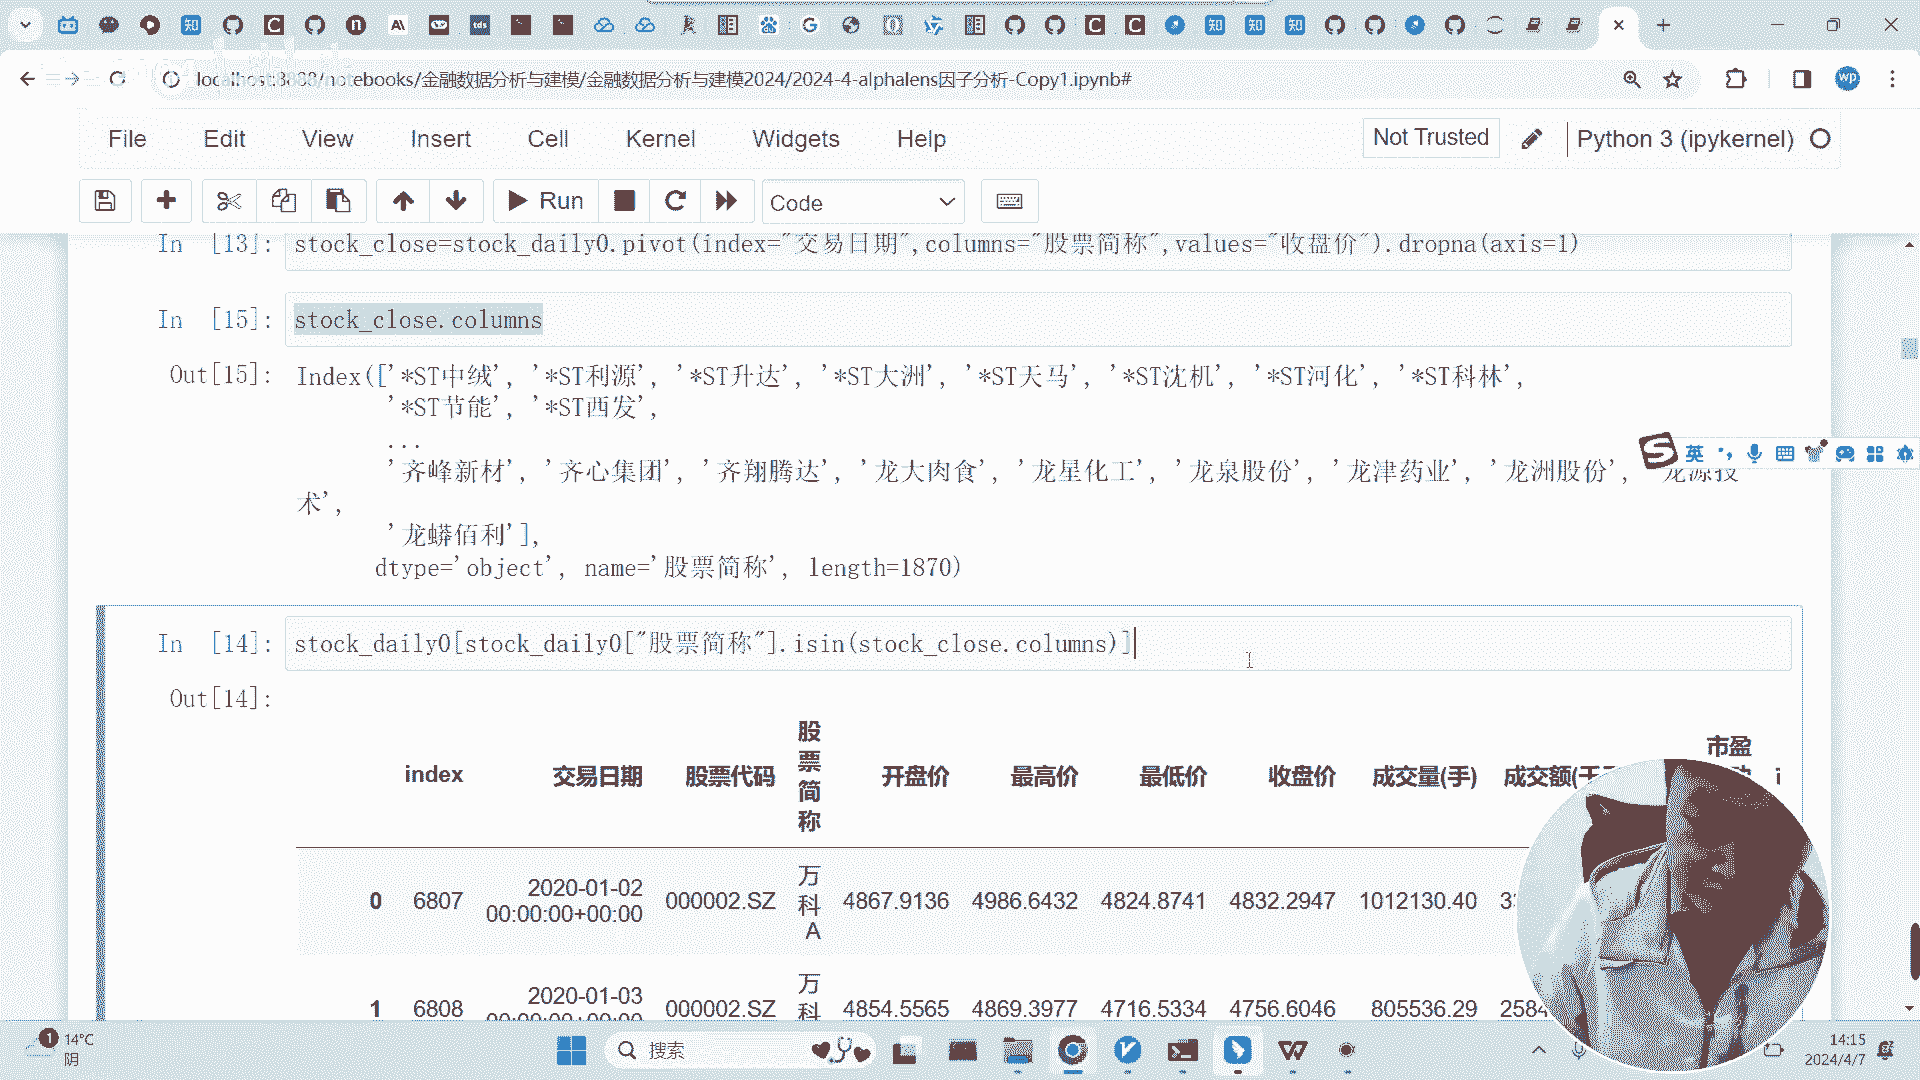 localhost:8888/notebooks/金融数据分析与建模/金融数据分析与建模2024/2024-4-alphalens因子分析-Copy1.ipynb#
File Edit View Insert Cell Kernel Widgets Help Not Trusted Python 3 (ipykernel)
Run Code
In [13]: stock_close=stock_daily0.pivot(index="交易日期",columns="股票简称",values="收盘价").dropna(axis=1)
In [15]: stock_close.columns
Out[15]: Index(['*ST中绒', '*ST利源', '*ST升达', '*ST大洲', '*ST天马', '*ST沈机', '*ST河化', '*ST科林',
'*ST节能', '*ST西发',
...
'齐峰新材', '齐心集团', '齐翔腾达', '龙大肉食', '龙星化工', '龙泉股份', '龙津药业', '龙洲股份', '龙源技
英
术',
'龙蟒佰利'],
dtype='object', name='股票简称', length=1870)
In [14]: stock_daily0[stock_daily0["股票简称"].isin(stock_close.columns)]
Out[14]:
index 交易日期 股票代码 股票简称 开盘价 最高价 最低价 收盘价 成交量(手) 成交额(千 市盈
0 6807 2020-01-02 00:00:00+00:00 000002.SZ 万科A 4867.9136 4986.6432 4824.8741 4832.2947 1012130.40
1 6808 2020-01-03 000002.SZ 万科 4854.5565 4869.3977 4716.5334 4756.6046 805536.29 2584
1 14°C
阴
搜索
14:15
2024/4/7